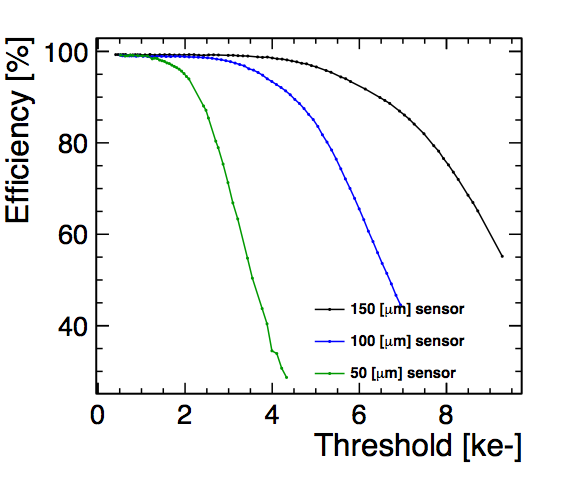 Efficiency [%]
100
80
60
40
0
2
4
6
8
Threshold [ke-]
150 [μm] sensor
100 [μm] sensor
50 [μm] sensor